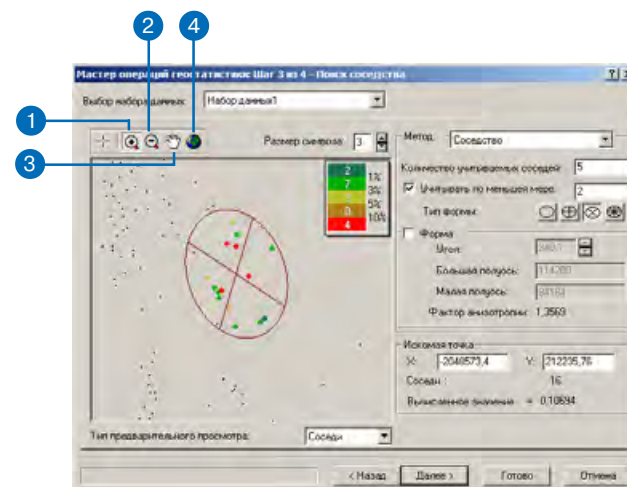 4
2
1
3
Мастер операций геостатистики: Шаг 3 из 4 - Поиск соседства
Выбор набора данных: Набор данных1
Размер символа: 3
2
7
0
4
1%
3%
5%
10%
Тип предварительного просмотра: Соседи
Метод: Соседство
Количество учитываемых соседей: 5
Учитывать по меньшей мере: 2
Тип формы:
Форма
Угол:
Большая полуось:
Малая полуось:
Фактор анизотропии: 1,3569
Искомая точка
X: -2040573,4 Y: 212235,76
Соседи : 16
Вычисленное значение = 0,10694
< Назад Далее > Готово Отмена